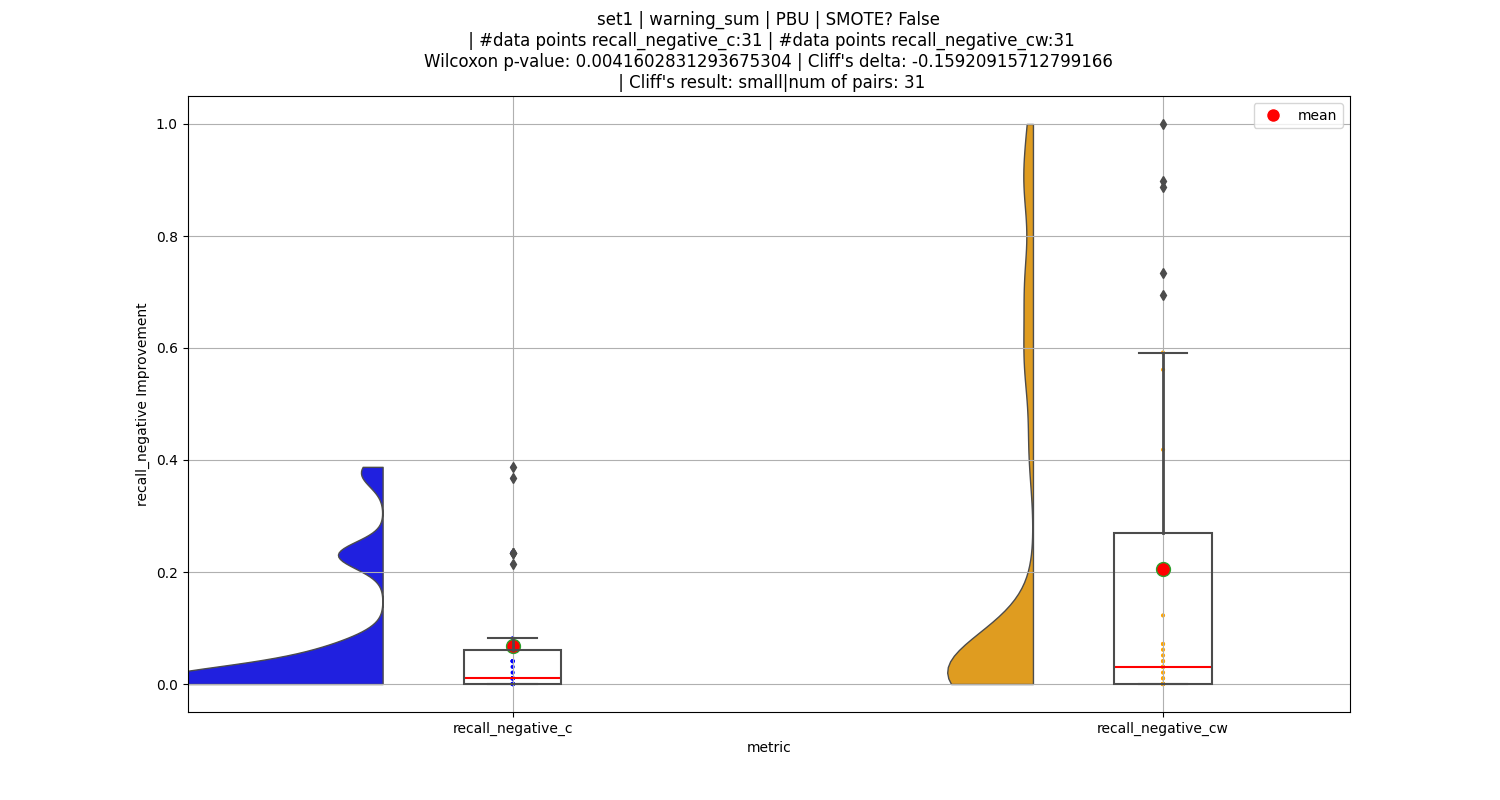 set1 | warning_sum | PBU | SMOTE? False
| #data points recall_negative_c:31 | #data points recall_negative_cw:31
Wilcoxon p-value: 0.0041602831293675304 | Cliff's delta: -0.15920915712799166
| Cliff's result: small|num of pairs: 31
mean
1.0
0.8
0.6
0.4
0.2
0.0
recall_negative Improvement
recall_negative_c
recall_negative_cw
metric